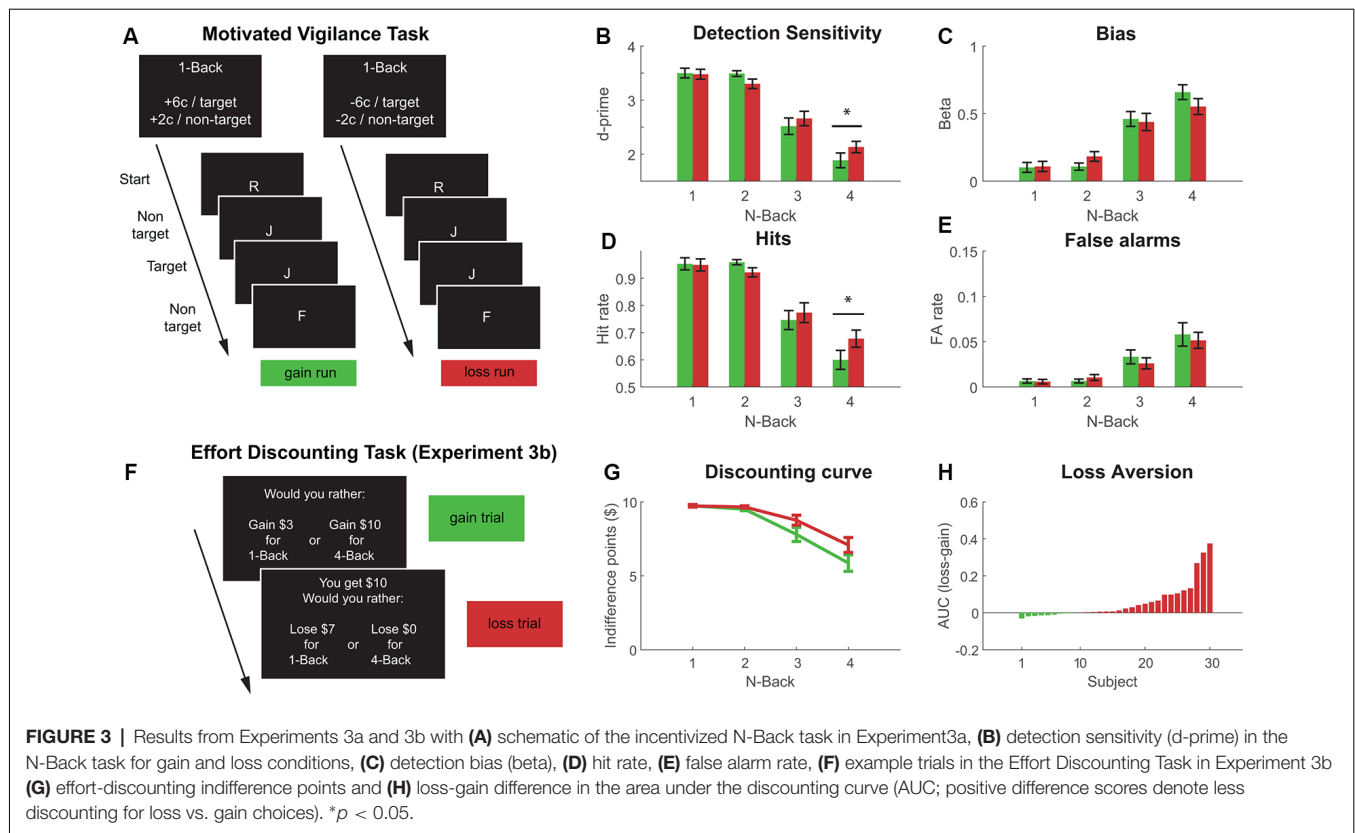 A
Motivated Vigilance Task
1-Back
+6c / target
+2c / non-target
1-Back
-6c / target
-2c / non-target
Start
Non
target
Target
Non
target
R
J
J
F
R
J
J
F
gain run
loss run
B
Detection Sensitivity
d-prime
4
3
2
*
1 2 3 4
N-Back
C
Bias
Beta
1
0.5
0
1 2 3 4
N-Back
D
Hits
Hit rate
0.9
0.8
0.7
0.6
0.5
*
1 2 3 4
N-Back
E
False alarms
FA rate
0.15
0.1
0.05
0
1 2 3 4
N-Back
F
Effort Discounting Task (Experiment 3b)
Would you rather:
Gain $3 Gain $10
for or for
1-Back 4-Back
gain trial
You get $10
Would you rather:
Lose $7 Lose $0
for or for
1-Back 4-Back
loss trial
G
Discounting curve
Indifference points ($)
10
5
0
1 2 3 4
N-Back
H
Loss Aversion
AUC (loss-gain)
0.6
0.4
0.2
0
-0.2
1 10 20 30
Subject
FIGURE 3 | Results from Experiments 3a and 3b with (A) schematic of the incentivized N-Back task in Experiment3a, (B) detection sensitivity (d-prime) in the
N-Back task for gain and loss conditions, (C) detection bias (beta), (D) hit rate, (E) false alarm rate, (F) example trials in the Effort Discounting Task in Experiment 3b
(G) effort-discounting indifference points and (H) loss-gain difference in the area under the discounting curve (AUC; positive difference scores denote less
discounting for loss vs. gain choices). *p < 0.05.